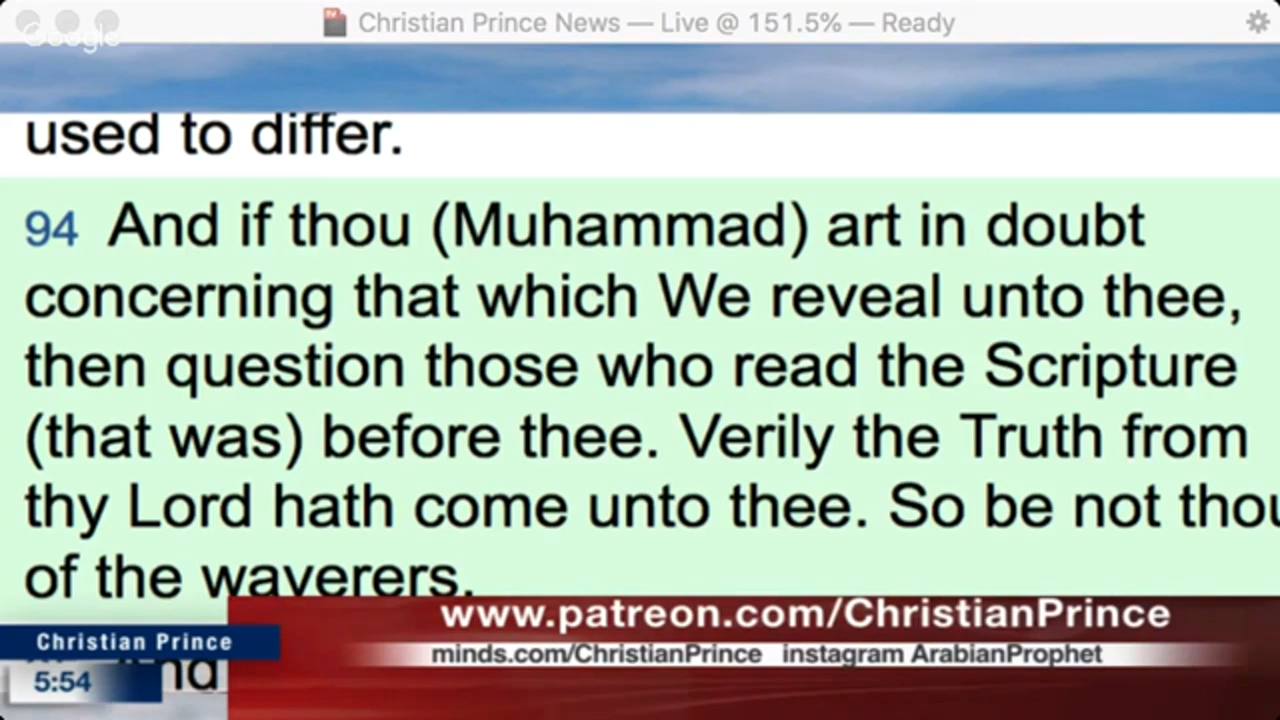 Christian Prince News — Live @ 151.5% — Ready
Google
used to differ.
94 And if thou (Muhammad) art in doubt
concerning that which We reveal unto thee,
then question those who read the Scripture
(that was) before thee. Verily the Truth from
thy Lord hath come unto thee. So be not thou
of the waverers.
www.patreon.com/ChristianPrince
Christian Prince
minds.com/ChristianPrince instagram ArabianProphet
5:54